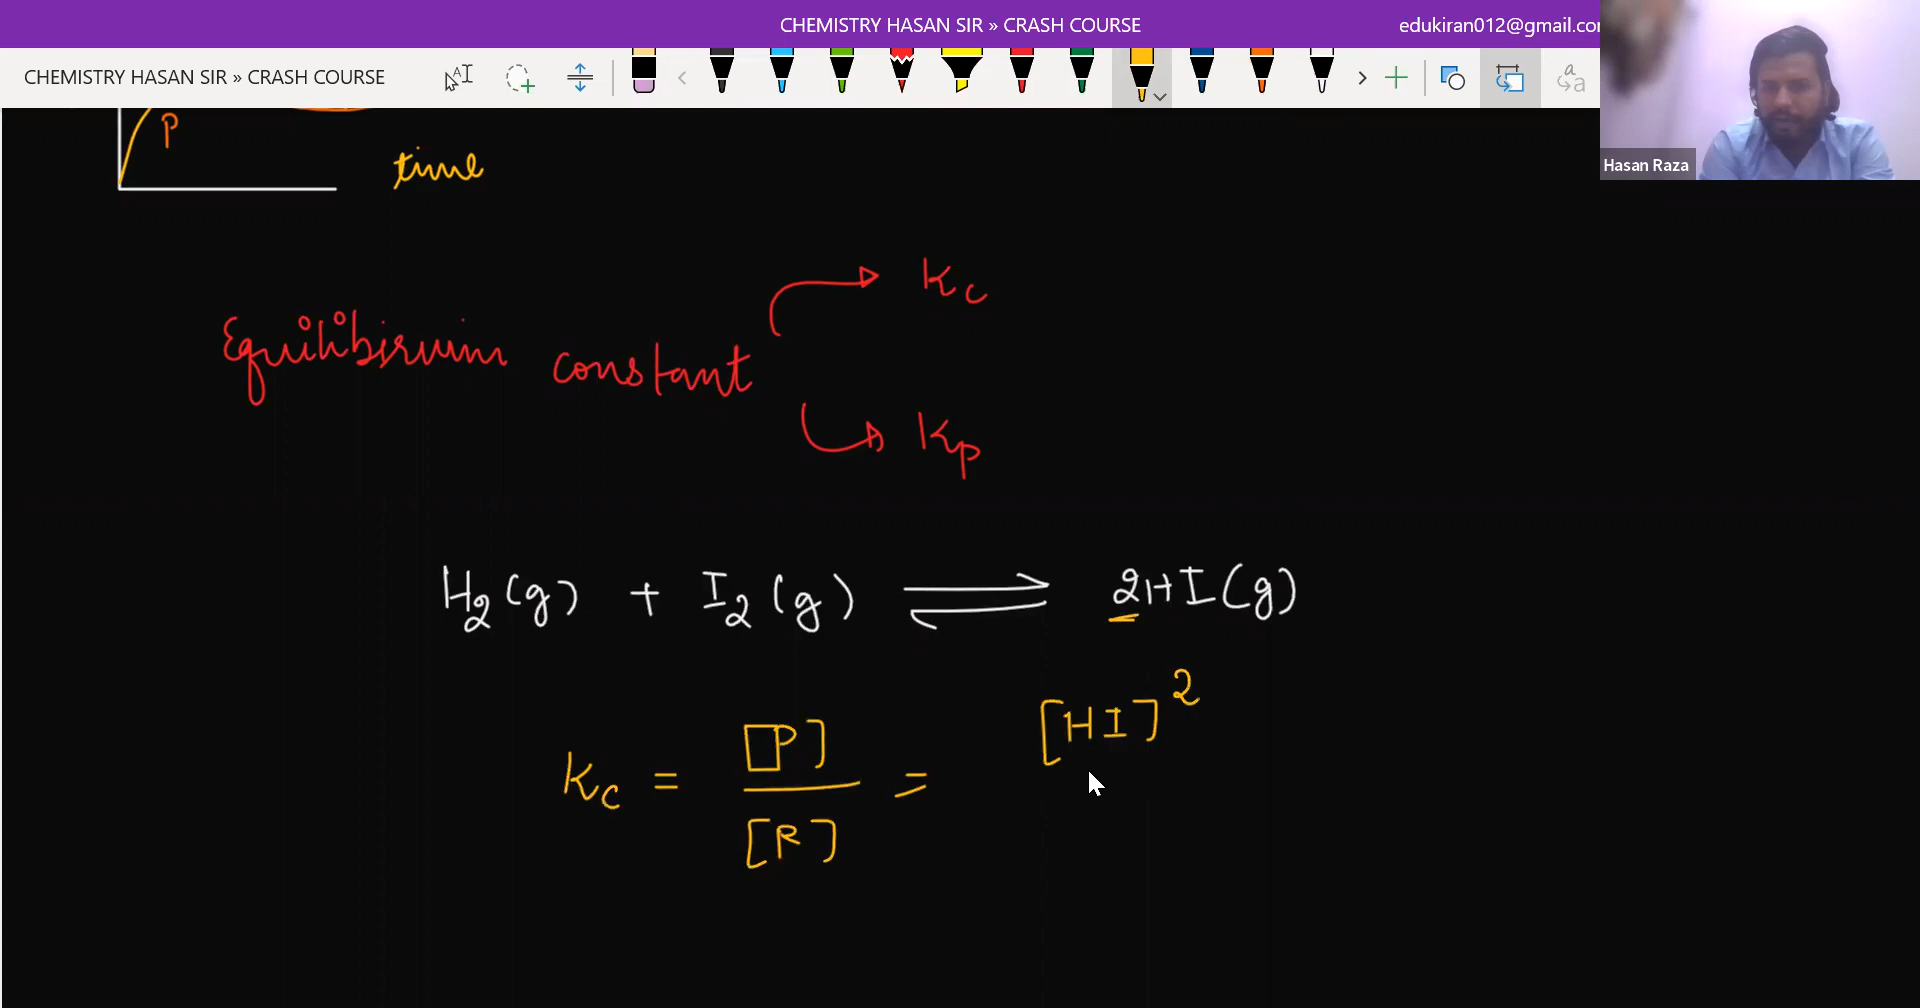 CHEMISTRY HASAN SIR » CRASH COURSE
edukiran012@gmail.co
CHEMISTRY HASAN SIR » CRASH COURSE
Hasan Raza
P
time
Kc
Equilibirium constant
Kp
H₂(g) + I₂(g) ⇌ 2HI(g)
Kc = [P] / [R] = [HI]²